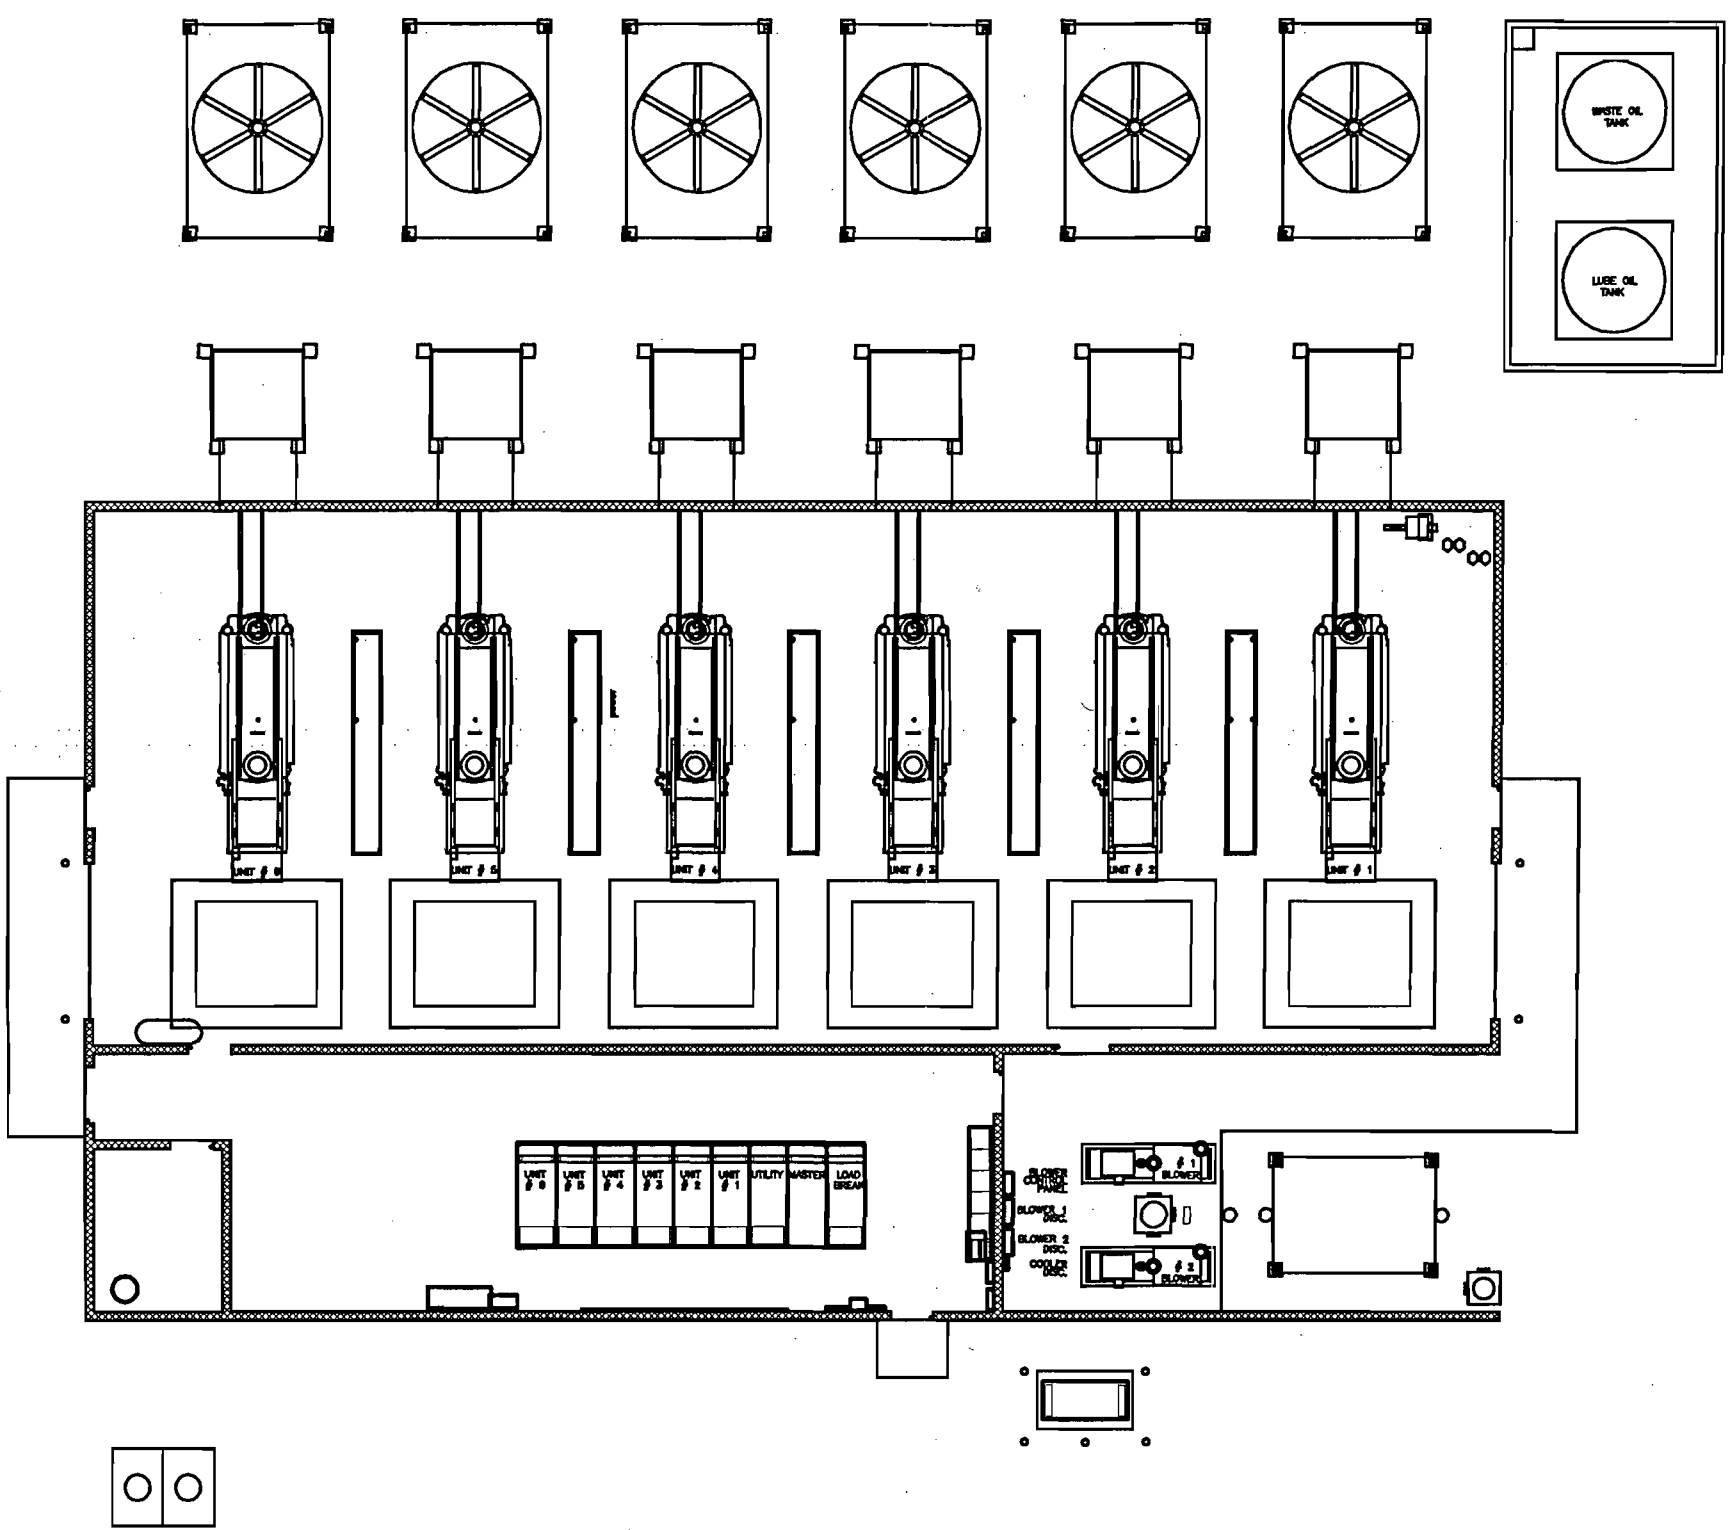 WASTE OIL
TANK
LUBE OIL
TANK
UNIT # 6
UNIT # 5
UNIT # 4
UNIT # 3
UNIT # 2
UNIT # 1
UNIT
# 6
UNIT
# 5
UNIT
# 4
UNIT
# 3
UNIT
# 2
UNIT
# 1
UTILITY
MASTER
LOAD
BREAK
BLOWER
CONTROL
PANEL
BLOWER 1
DISC.
BLOWER 2
DISC.
COOLER
DISC.
# 1
BLOWER
# 2
BLOWER